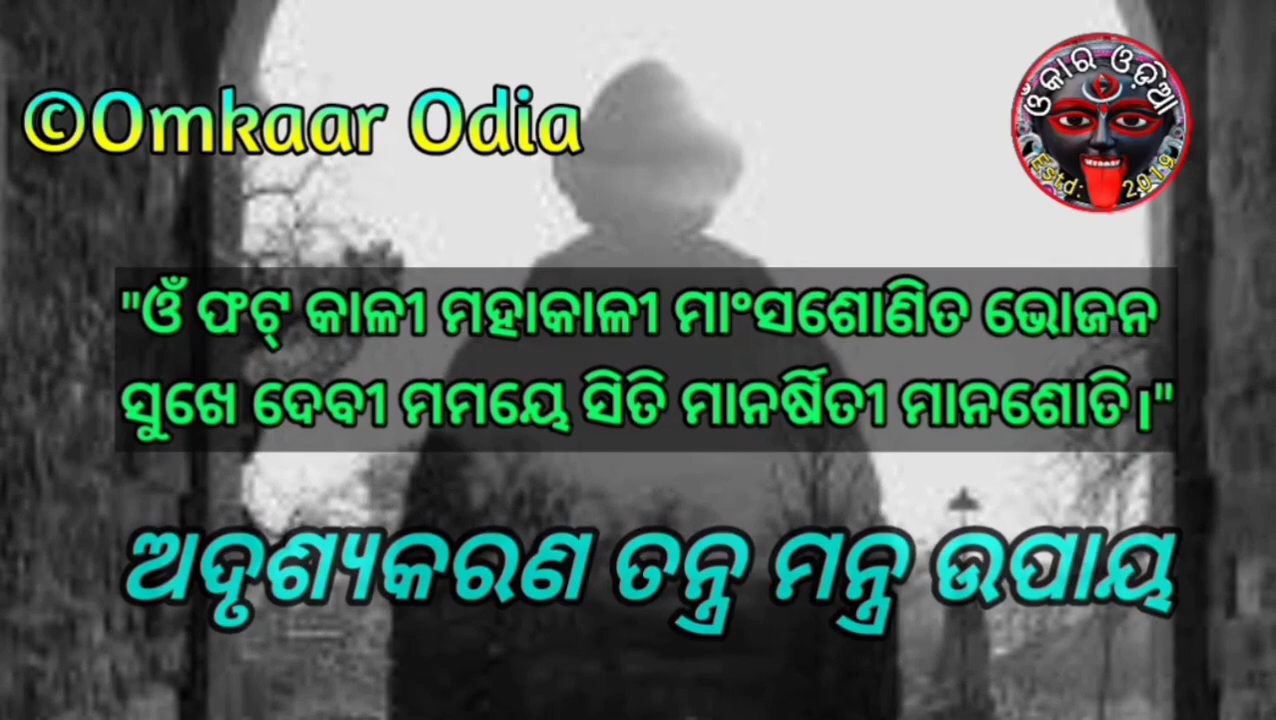 ©Omkaar Odia
ଓଁକାର ଓଡ଼ିଆ
Estd: 2019
"ଓଁ ଫଟ୍ କାଳୀ ମହାକାଳୀ ମାଂସଶୋଣିତ ଭୋଜନ
ସୁଖେ ଦେବୀ ମମୟେ ସିତି ମାନର୍ଷିତୀ ମାନଶୋତି।"
ଅଦୃଶ୍ୟକରଣ ତନ୍ତ୍ର ମନ୍ତ୍ର ଉପାୟ